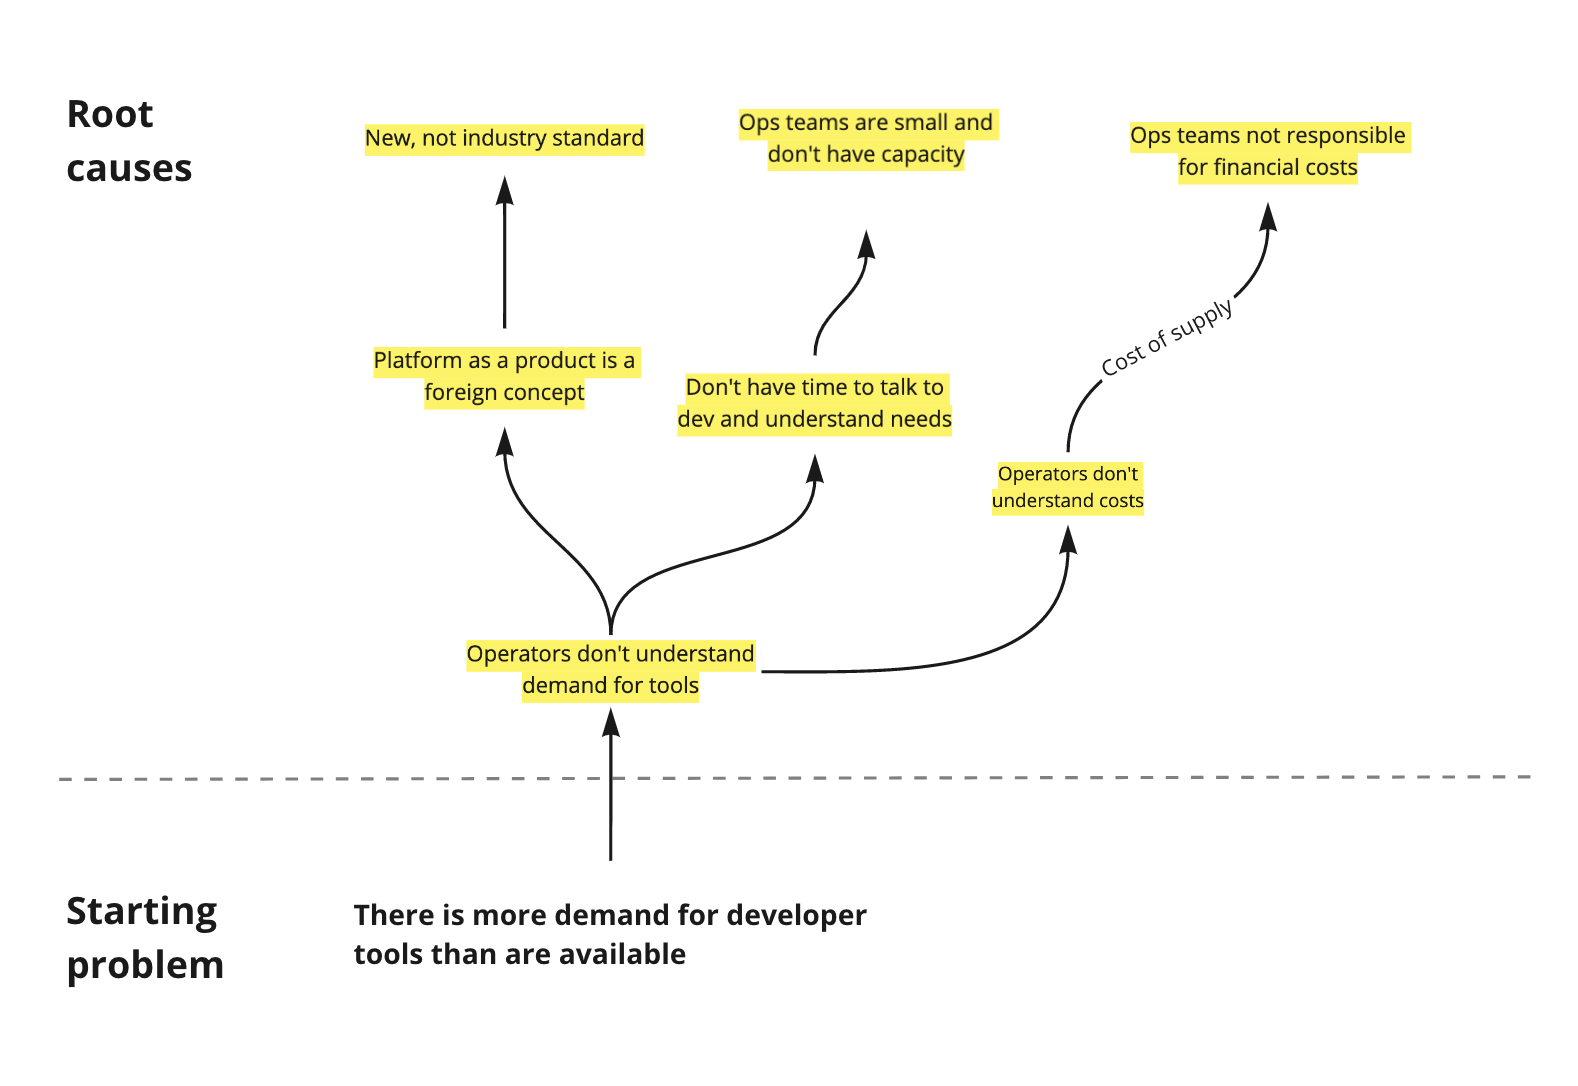 Root
causes
New, not industry standard
Ops teams are small and
don't have capacity
Ops teams not responsible
for financial costs
Cost of supply
Platform as a product is a
foreign concept
Don't have time to talk to
dev and understand needs
Operators don't
understand costs
Operators don't understand
demand for tools
Starting
problem
There is more demand for developer
tools than are available